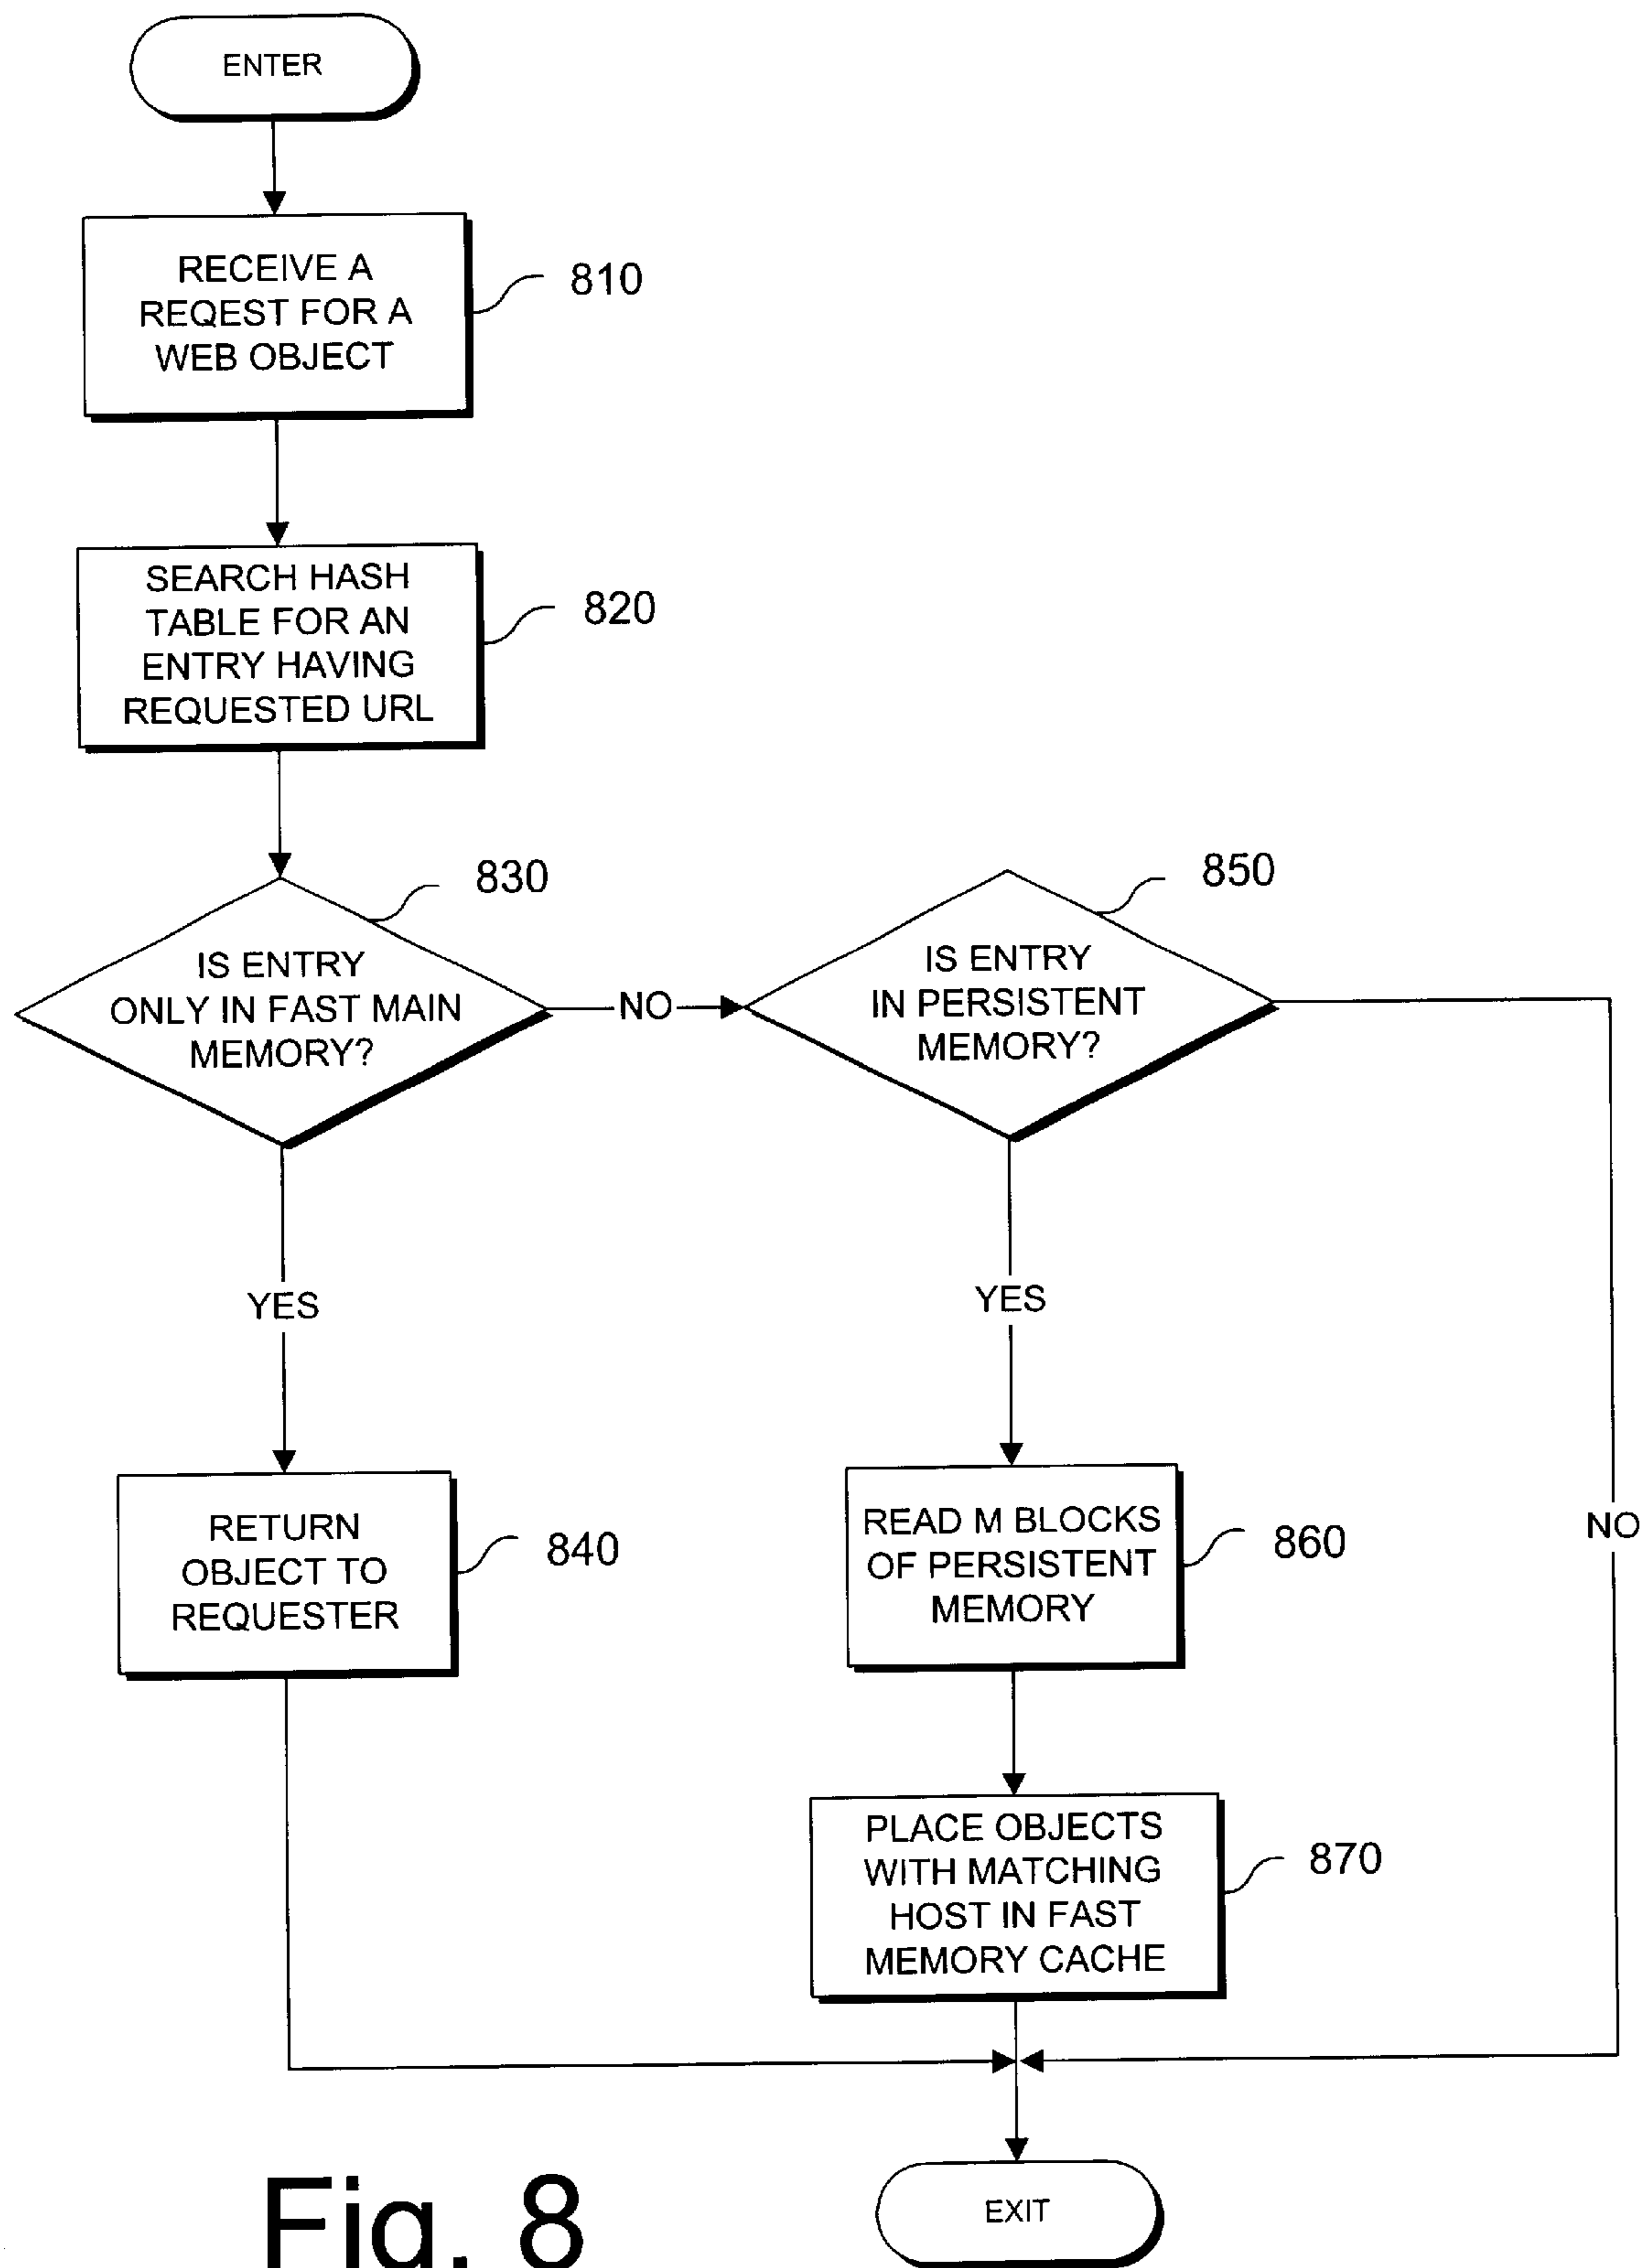 ENTER
RECEIVE A
REQEST FOR A
WEB OBJECT
810
SEARCH HASH
TABLE FOR AN
ENTRY HAVING
REQUESTED URL
820
830
IS ENTRY
ONLY IN FAST MAIN
MEMORY?
NO
850
IS ENTRY
IN PERSISTENT
MEMORY?
YES
YES
NO
RETURN
OBJECT TO
REQUESTER
840
READ M BLOCKS
OF PERSISTENT
MEMORY
860
PLACE OBJECTS
WITH MATCHING
HOST IN FAST
MEMORY CACHE
870
EXIT
Fig. 8